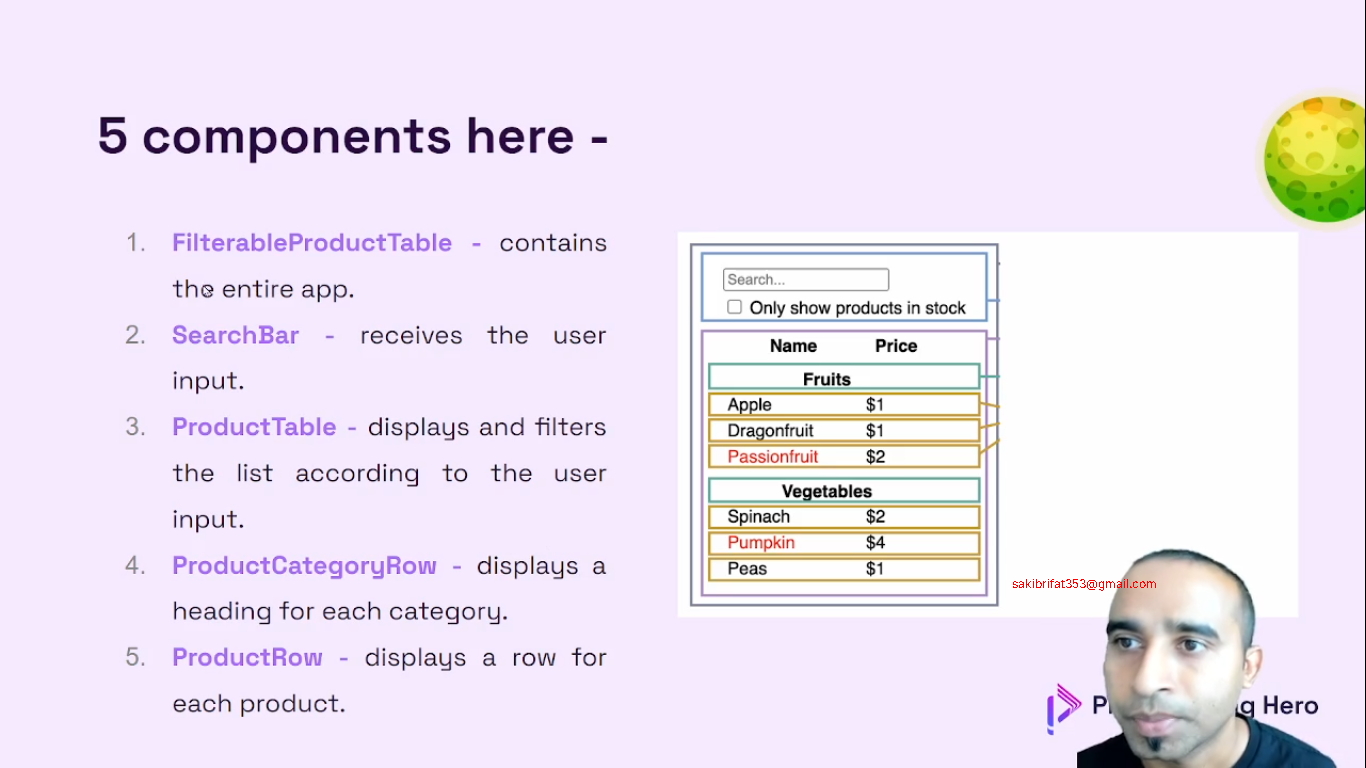 5 components here -
1. FilterableProductTable - contains
the entire app.
2. SearchBar - receives the user
input.
3. ProductTable - displays and filters
the list according to the user
input.
4. ProductCategoryRow - displays a
heading for each category.
5. ProductRow - displays a row for
each product.
Search...
Only show products in stock
Name Price
Fruits
Apple $1
Dragonfruit $1
Passionfruit $2
Vegetables
Spinach $2
Pumpkin $4
Peas $1
sakibrifat353@gmail.com
Hero